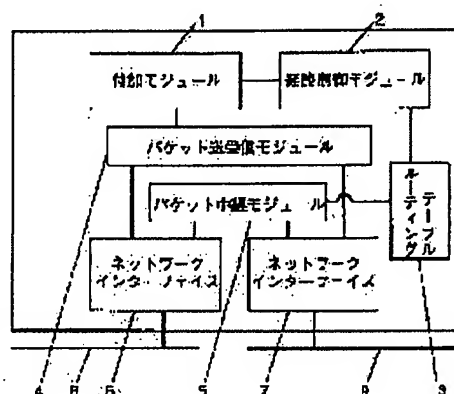 1
2
付加モジュール
経路制御モジュール
パケット送受信モジュール
パケット中継モジュール
ルーティング
テーブル
ネットワーク
インターフェイス
ネットワーク
インターフェイス
4
6
5
7
3